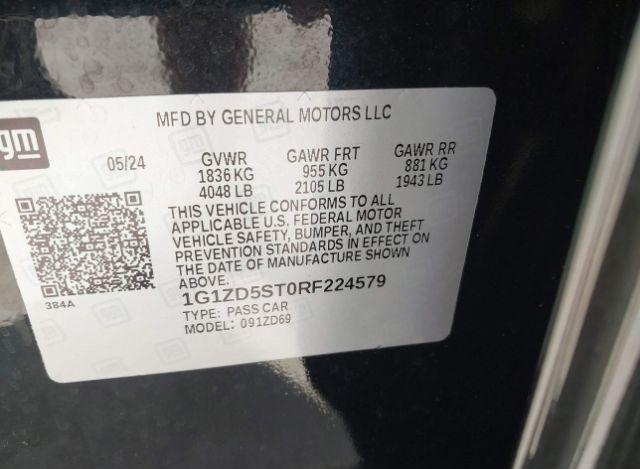 MFD BY GENERAL MOTORS LLC
gm
05/24 GVWR GAWR FRT GAWR RR
1836 KG 955 KG 881 KG
4048 LB 2105 LB 1943 LB
THIS VEHICLE CONFORMS TO ALL
APPLICABLE U.S. FEDERAL MOTOR
VEHICLE SAFETY, BUMPER, AND THEFT
PREVENTION STANDARDS IN EFFECT ON
THE DATE OF MANUFACTURE SHOWN
ABOVE.
384A
1G1ZD5ST0RF224579
TYPE: PASS CAR
MODEL: 091ZD69